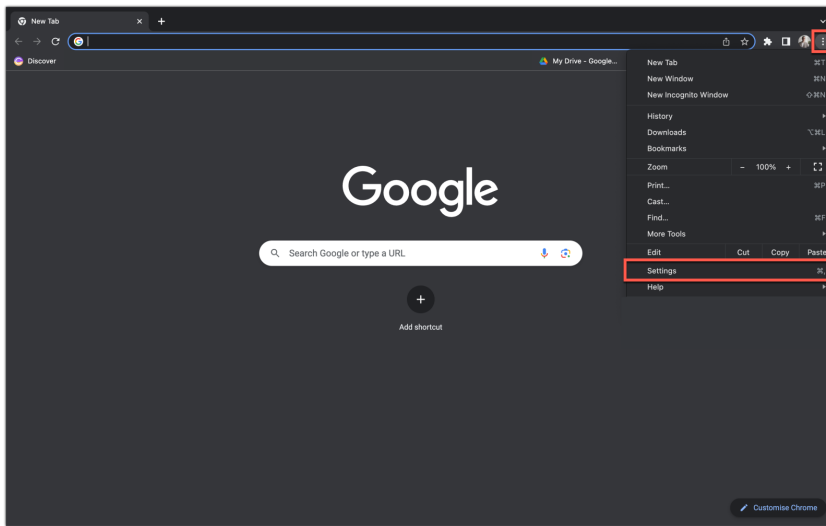 New Tab
Discover
My Drive - Google...
New Tab ⌘T
New Window ⌘N
New Incognito Window ⇧⌘N
History
Downloads ⌥⌘L
Bookmarks
Zoom − 100% +
Print... ⌘P
Cast...
Find... ⌘F
More Tools
Edit Cut Copy Paste
Settings ⌘,
Help
Google
Search Google or type a URL
Add shortcut
Customise Chrome